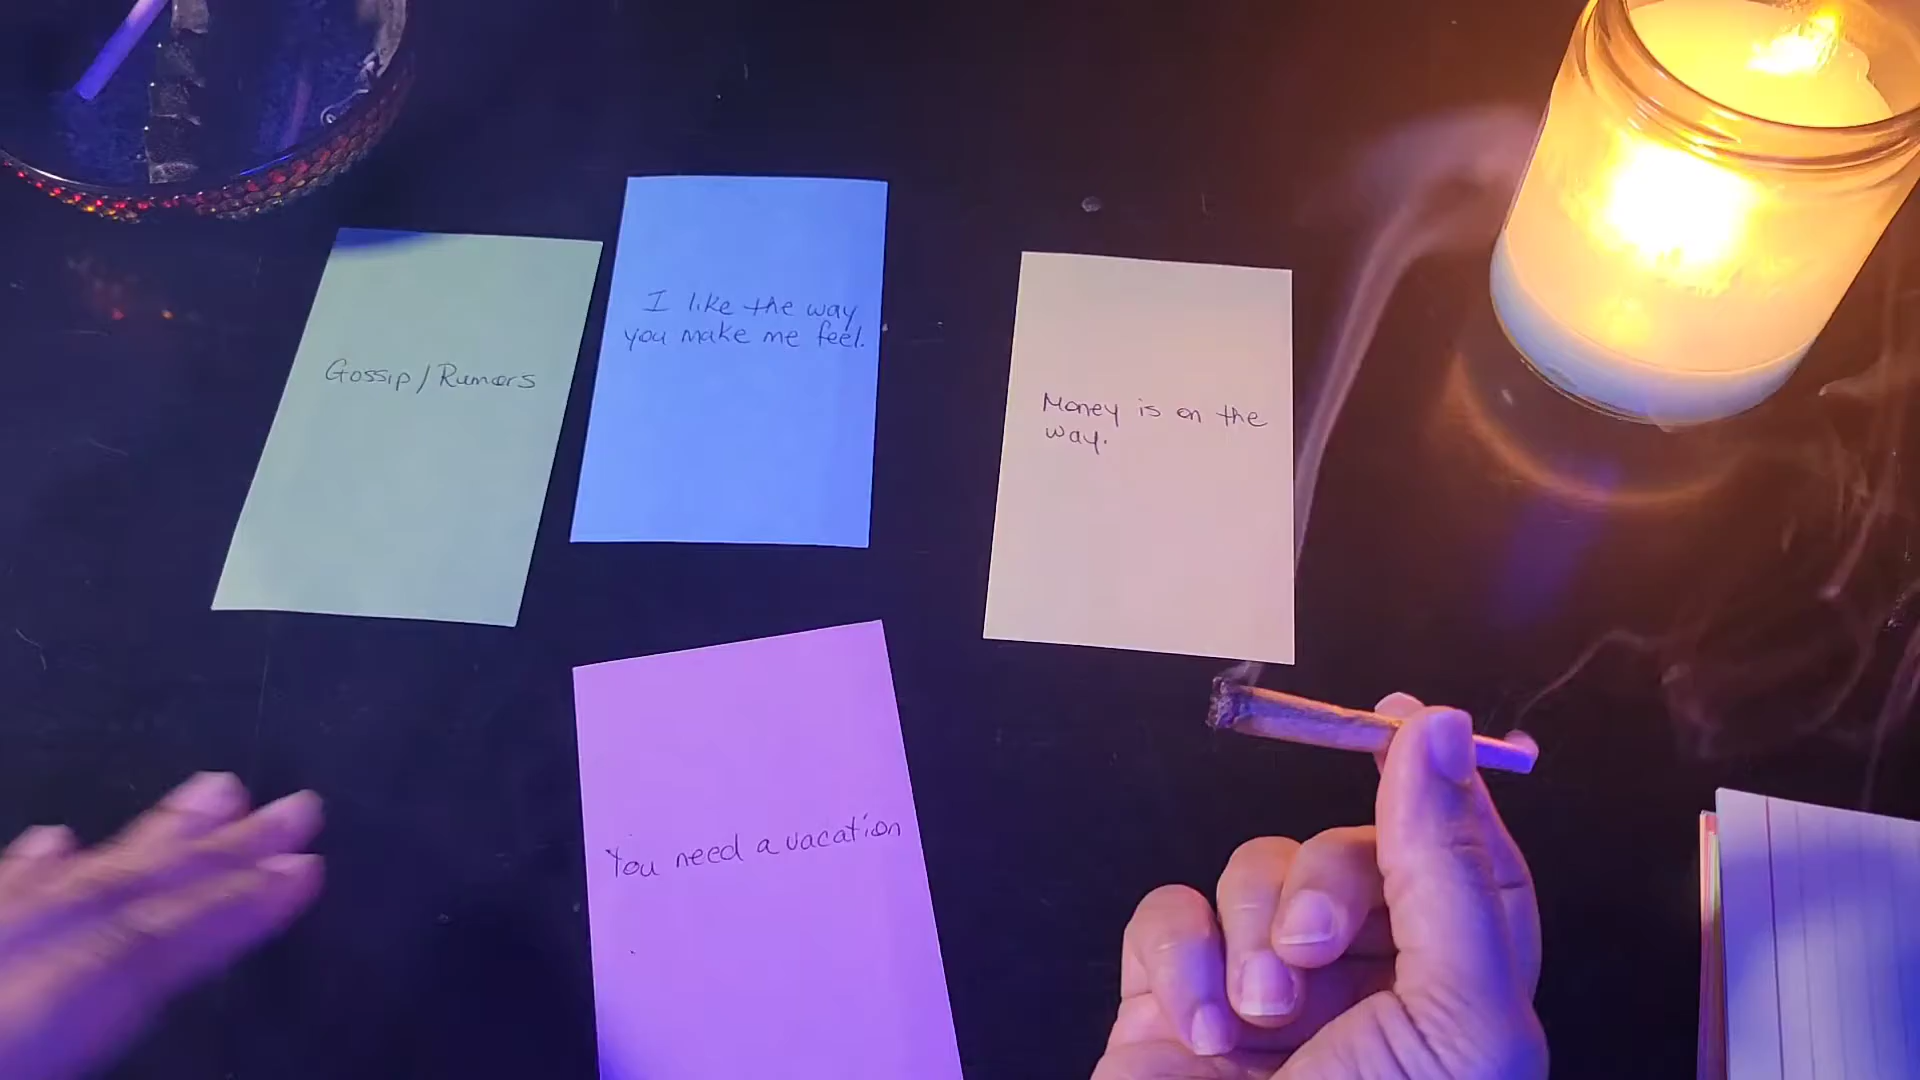 Gossip/Rumors
I like the way
you make me feel.
Money is on the
way.
You need a vacation